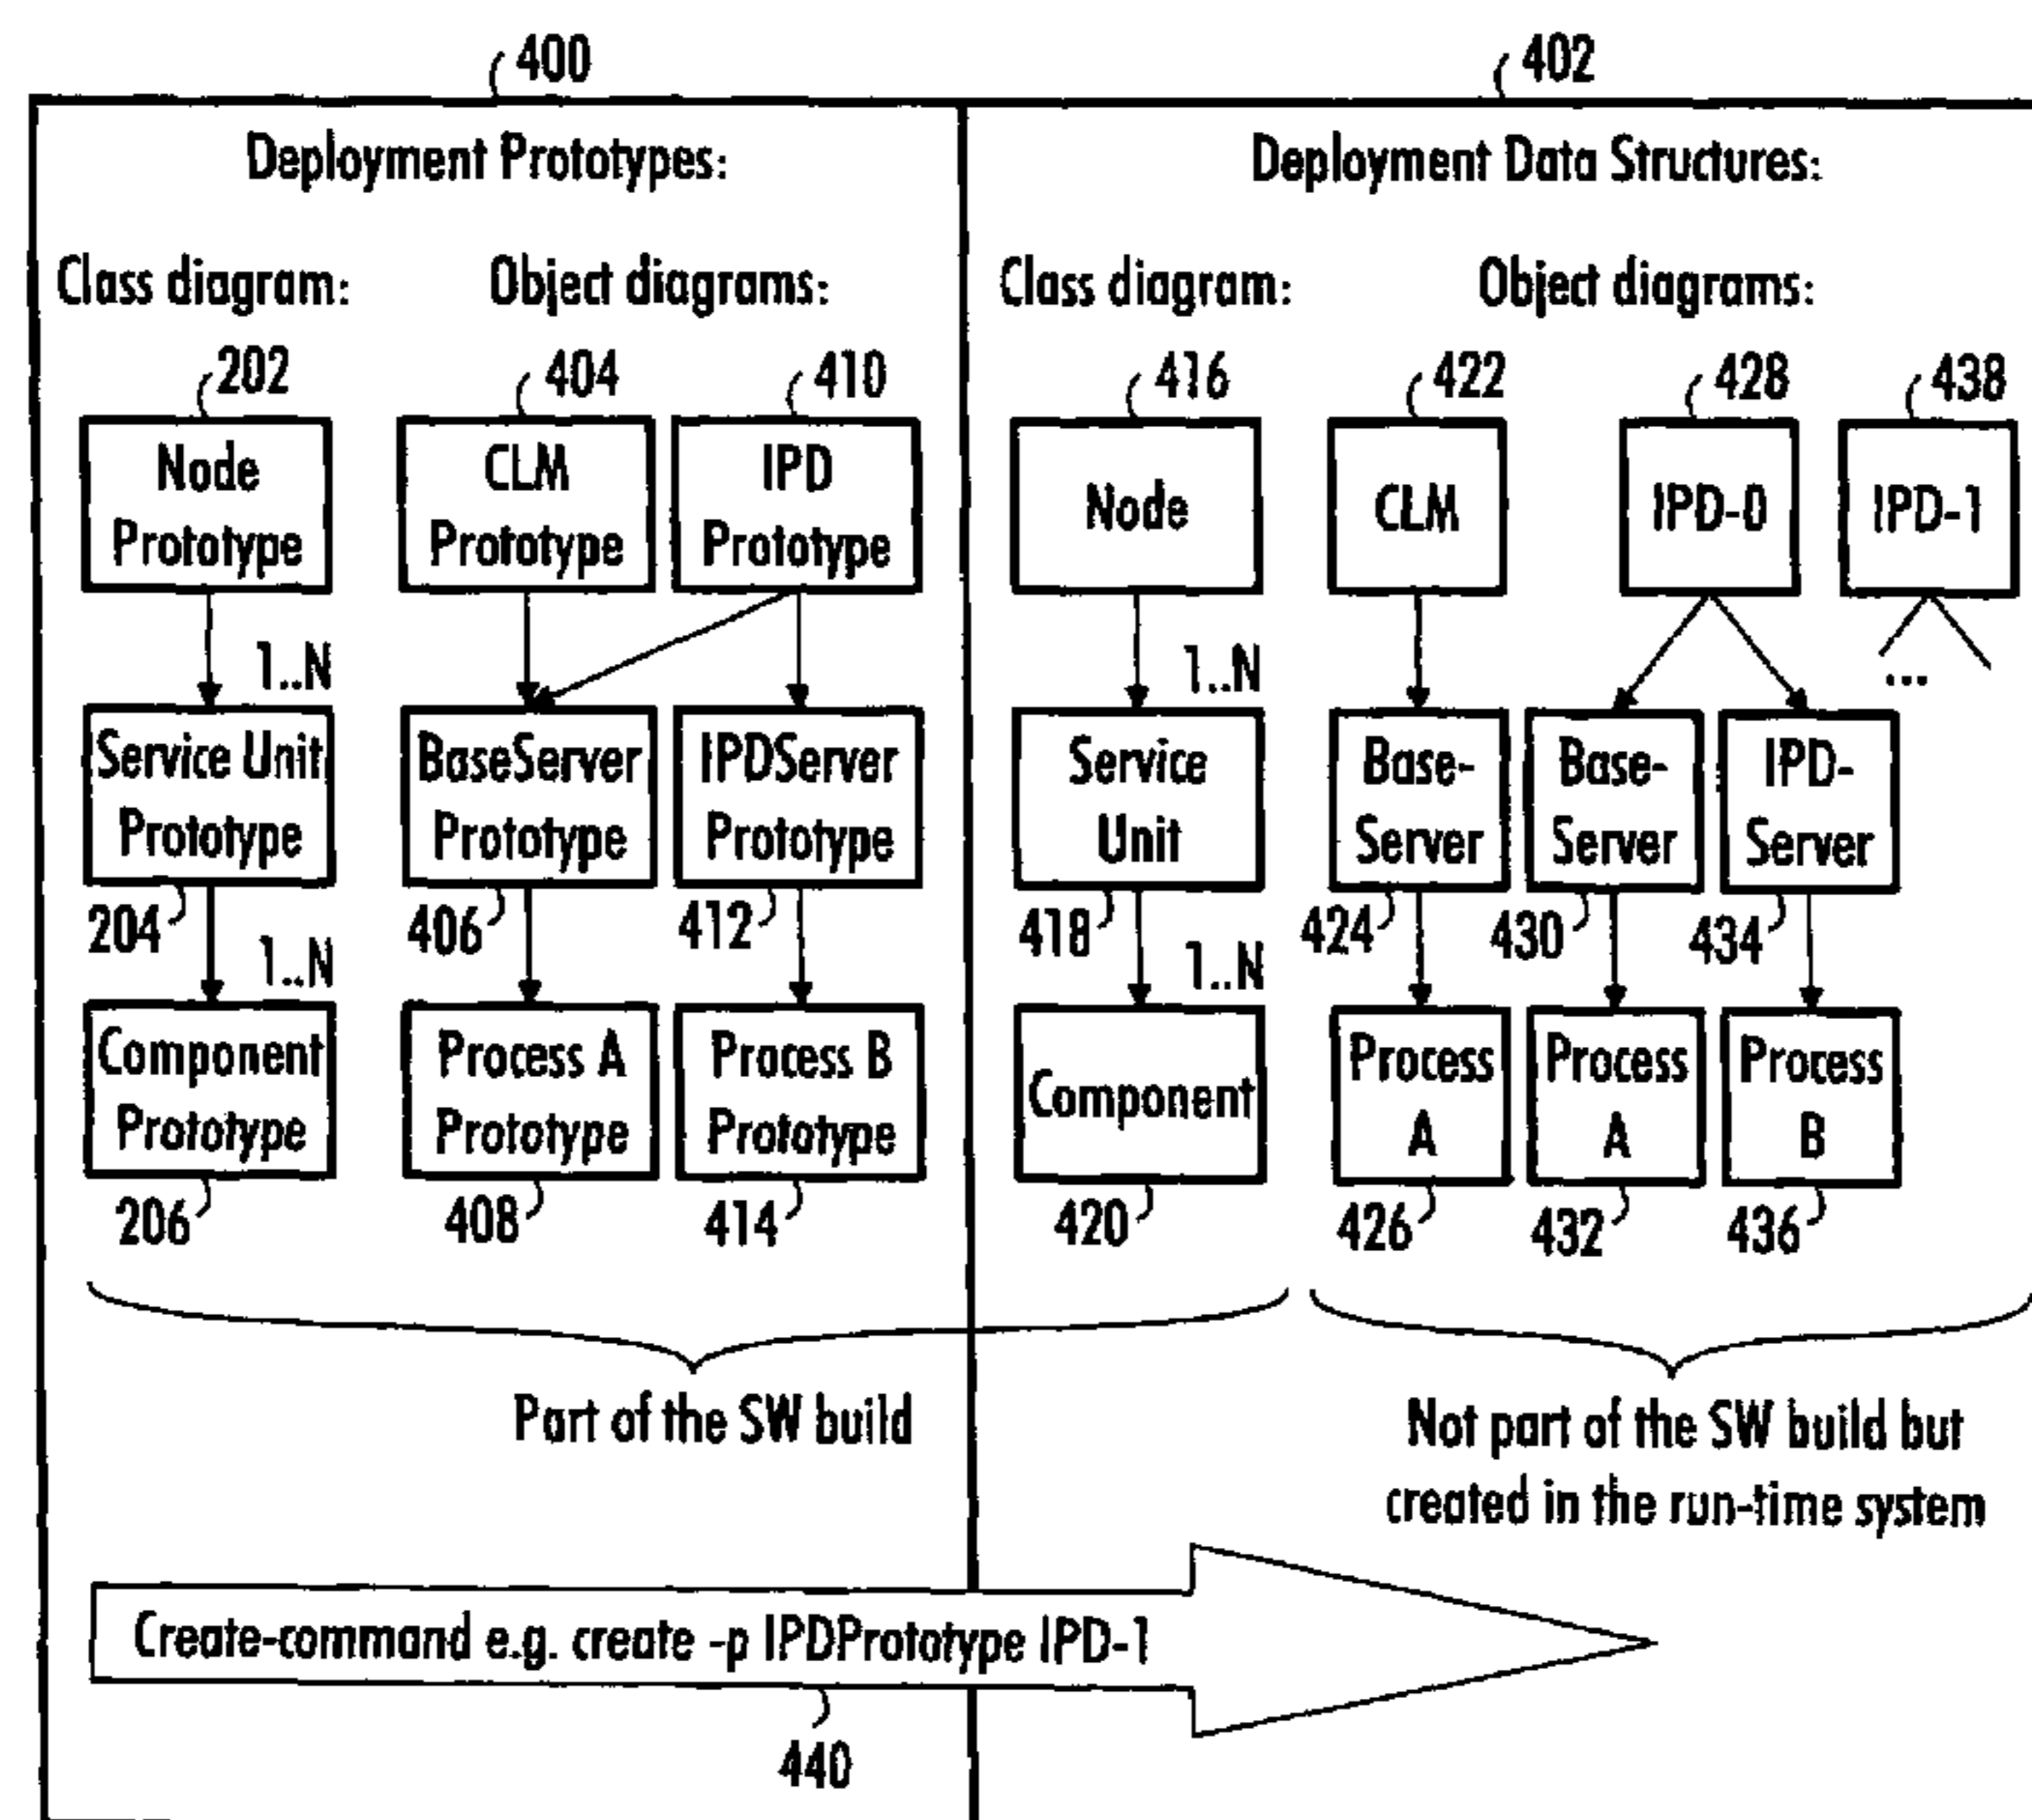 400
402
Deployment Prototypes:
Deployment Data Structures:
Class diagram:
Object diagrams:
Class diagram:
Object diagrams:
202
404
410
416
422
428
438
Node
Prototype
CLM
Prototype
IPD
Prototype
Node
CLM
IPD-0
IPD-1
1..N
1..N
...
Service Unit
Prototype
BaseServer
Prototype
IPDServer
Prototype
Service
Unit
Base-
Server
Base-
Server
IPD-
Server
204
406
412
418
424
430
434
1..N
1..N
Component
Prototype
Process A
Prototype
Process B
Prototype
Component
Process
A
Process
A
Process
B
206
408
414
420
426
432
436
Part of the SW build
Not part of the SW build but
created in the run-time system
Create-command e.g. create -p IPDPrototype IPD-1
440